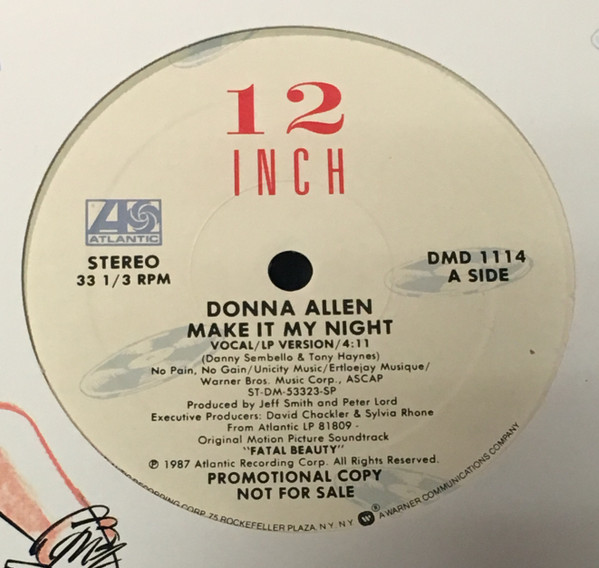 12
INCH
ATLANTIC
STEREO
33 1/3 RPM
DMD 1114
A SIDE
DONNA ALLEN
MAKE IT MY NIGHT
VOCAL/LP VERSION/4:11
(Danny Sembello & Tony Haynes)
No Pain, No Gain/Unicity Music/Ertloejay Musique/
Warner Bros. Music Corp., ASCAP
ST-DM-53323-SP
Produced by Jeff Smith and Peter Lord
Executive Producers: David Chackler & Sylvia Rhone
From Atlantic LP 81809 -
Original Motion Picture Soundtrack
"FATAL BEAUTY"
℗ 1987 Atlantic Recording Corp. All Rights Reserved.
PROMOTIONAL COPY
NOT FOR SALE
RECORDING CORP. 75 ROCKEFELLER PLAZA, N.Y. N.Y. ® A WARNER COMMUNICATIONS COMPANY